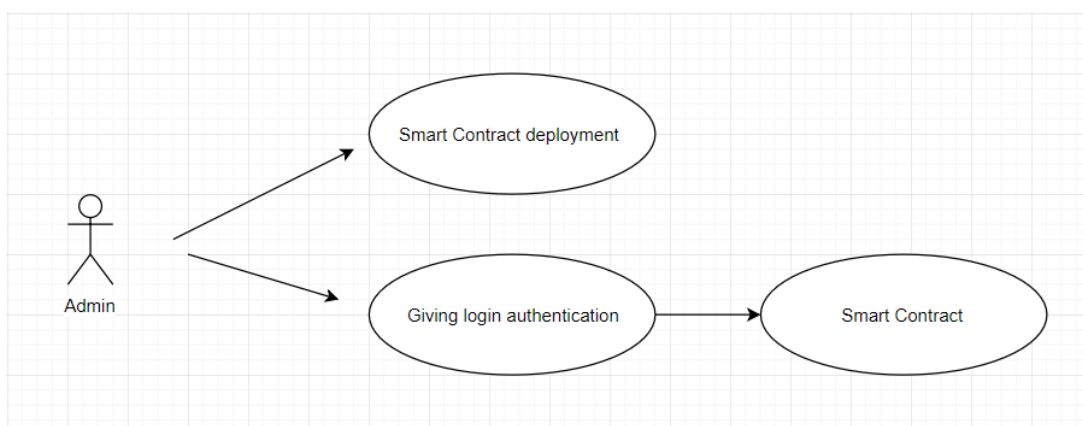 Smart Contract deployment
Admin
Giving login authentication
Smart Contract